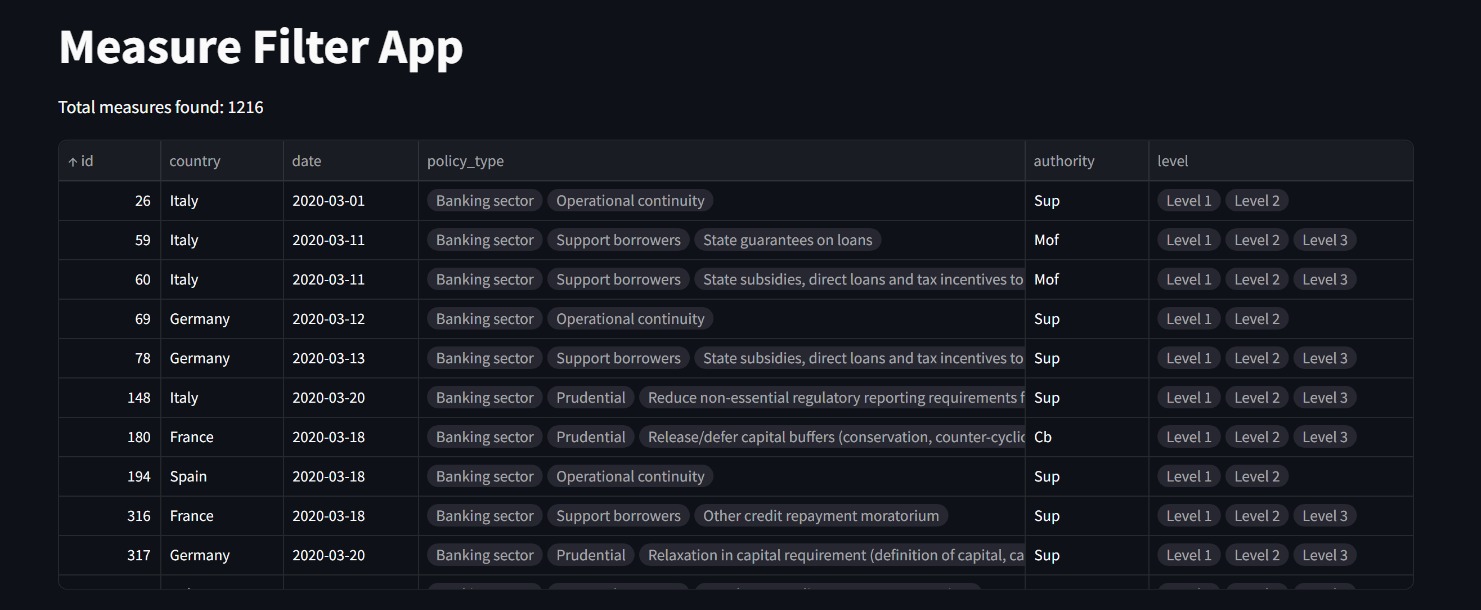 Measure Filter App
Total measures found: 1216
↑ id country date policy_type authority level
26 Italy 2020-03-01 Banking sector Operational continuity Sup Level 1 Level 2
59 Italy 2020-03-11 Banking sector Support borrowers State guarantees on loans Mof Level 1 Level 2 Level 3
60 Italy 2020-03-11 Banking sector Support borrowers State subsidies, direct loans and tax incentives to Mof Level 1 Level 2 Level 3
69 Germany 2020-03-12 Banking sector Operational continuity Sup Level 1 Level 2
78 Germany 2020-03-13 Banking sector Support borrowers State subsidies, direct loans and tax incentives to Sup Level 1 Level 2 Level 3
148 Italy 2020-03-20 Banking sector Prudential Reduce non-essential regulatory reporting requirements f Sup Level 1 Level 2 Level 3
180 France 2020-03-18 Banking sector Prudential Release/defer capital buffers (conservation, counter-cyclic Cb Level 1 Level 2 Level 3
194 Spain 2020-03-18 Banking sector Operational continuity Sup Level 1 Level 2
316 France 2020-03-18 Banking sector Support borrowers Other credit repayment moratorium Sup Level 1 Level 2 Level 3
317 Germany 2020-03-20 Banking sector Prudential Relaxation in capital requirement (definition of capital, ca Sup Level 1 Level 2 Level 3